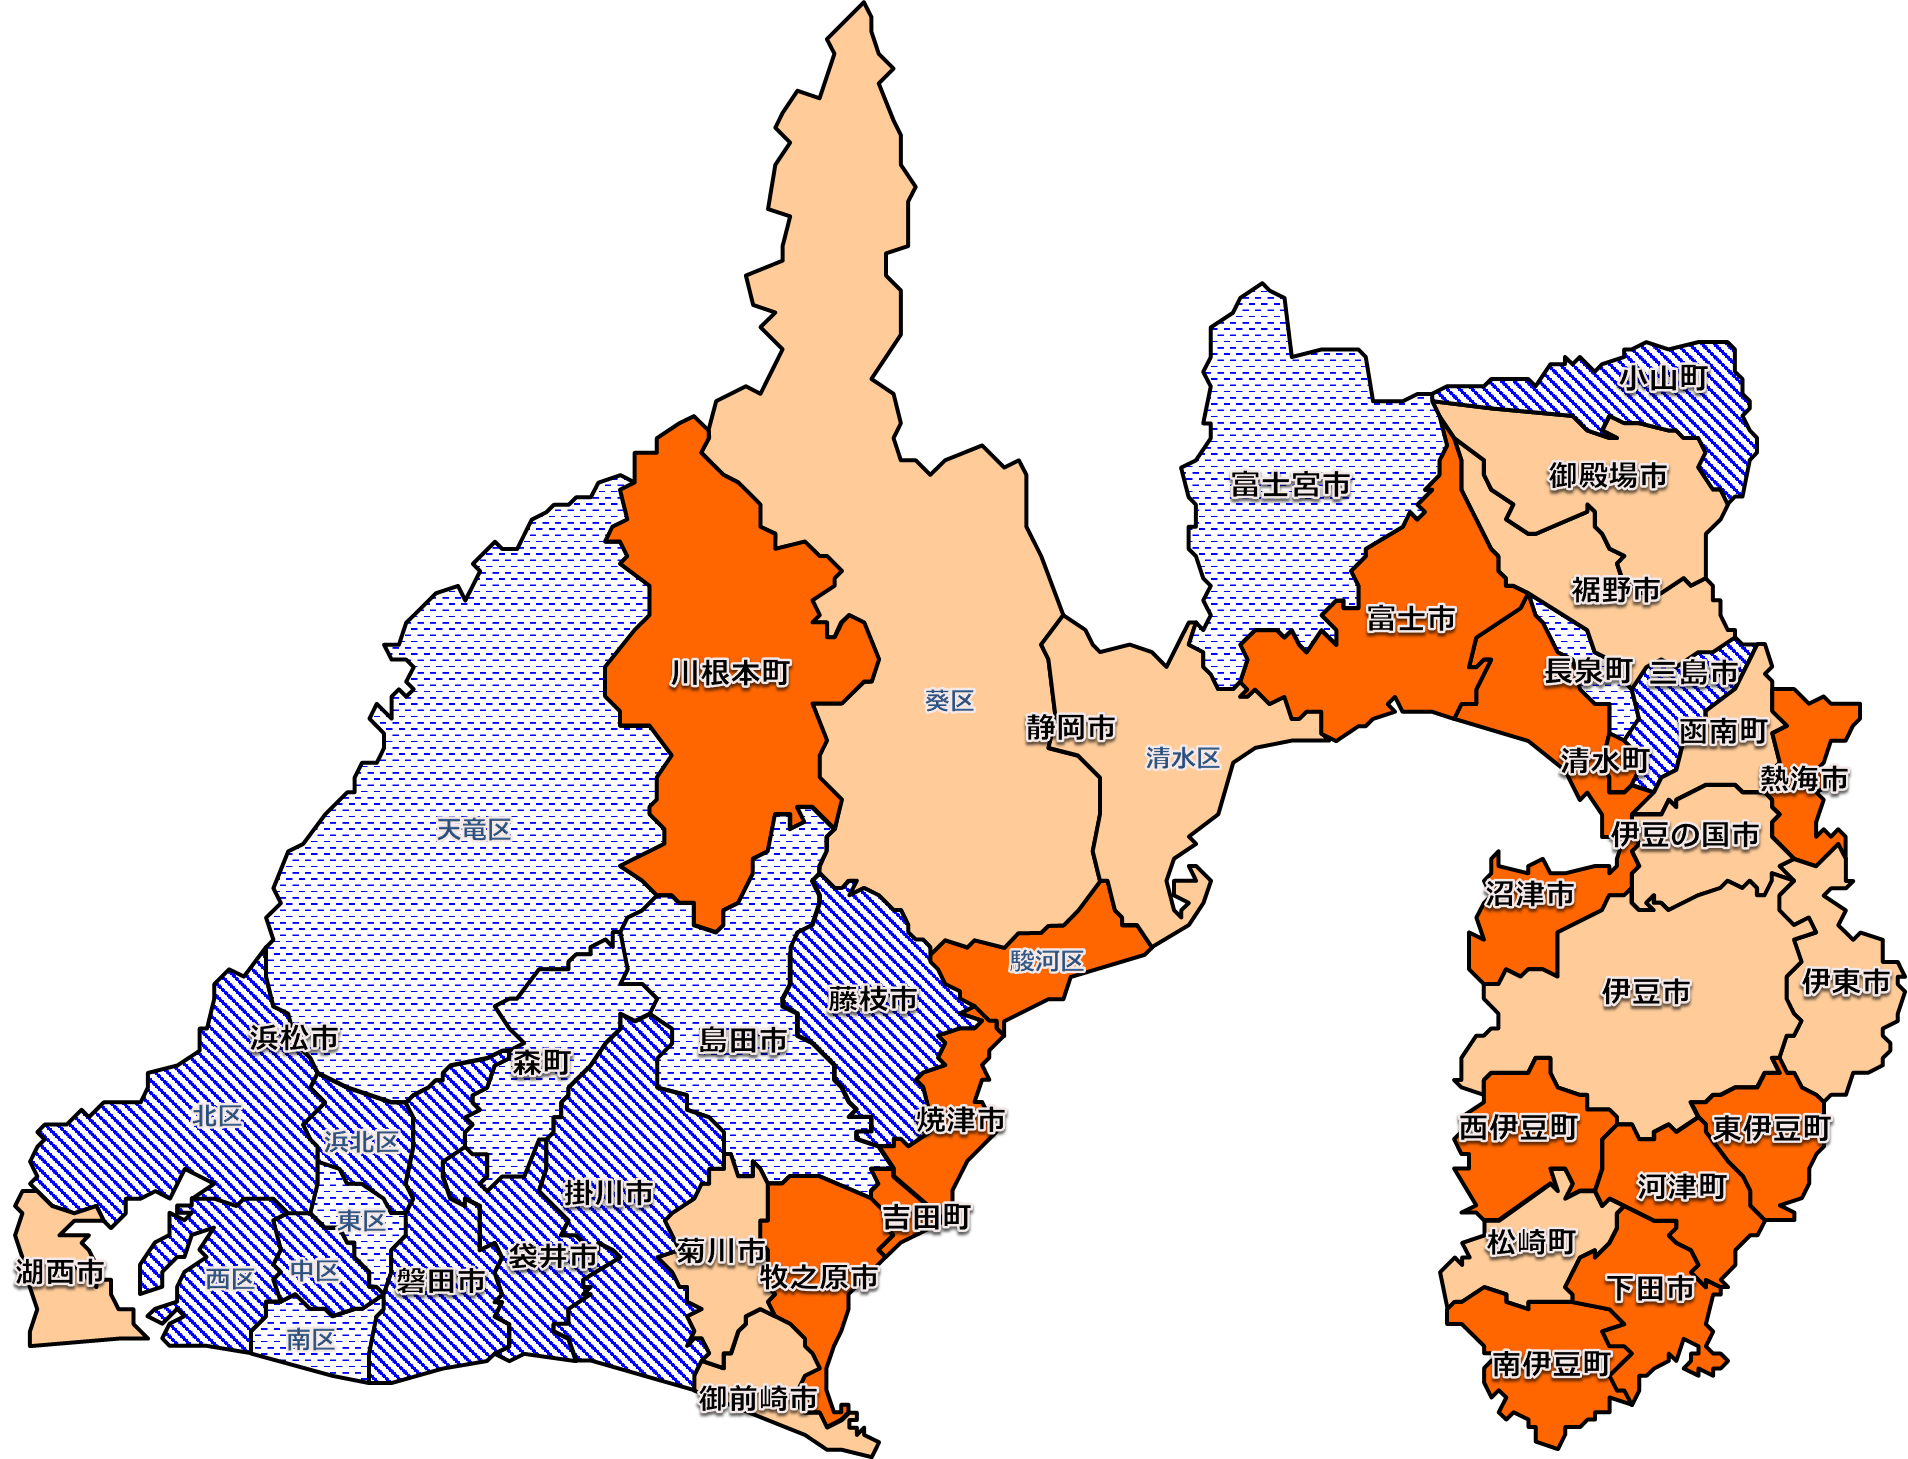 小山町
御殿場市
富士宮市
裾野市
富士市
川根本町
長泉町
三島市
葵区
静岡市
函南町
清水区
清水町
熱海市
天竜区
伊豆の国市
沼津市
駿河区
伊豆市
伊東市
藤枝市
浜松市
島田市
森町
北区
焼津市
西伊豆町
東伊豆町
浜北区
掛川市
河津町
東区
吉田町
松崎町
菊川市
袋井市
湖西市
西区
中区
磐田市
牧之原市
下田市
南区
南伊豆町
御前崎市